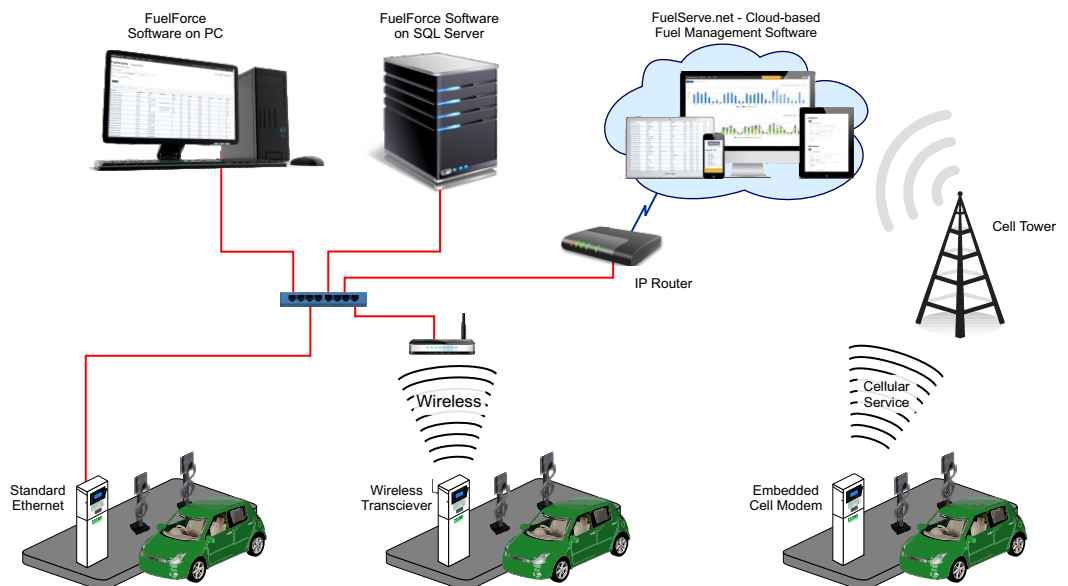 FuelForce
Software on PC
FuelForce Software
on SQL Server
FuelServe.net - Cloud-based
Fuel Management Software
Cell Tower
IP Router
Wireless
Cellular
Service
Standard
Ethernet
Wireless
Transciever
Embedded
Cell Modem